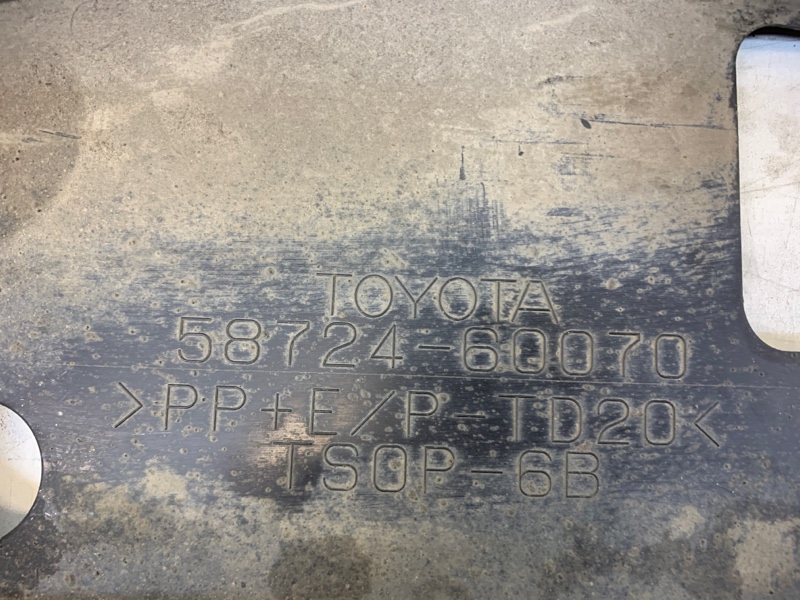 TOYOTA
58724-60070
>PP+E/P-TD20<
TSOP-6B